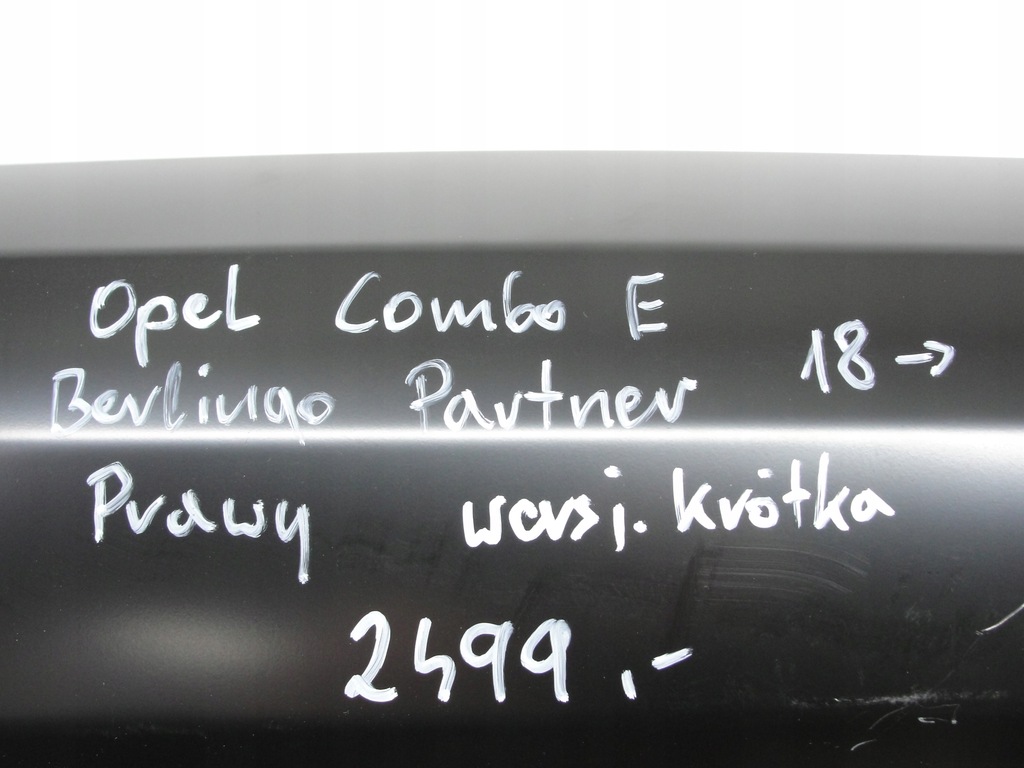 Opel Combo E
Berlingo Partner 18->
Prawy wersj. krótka
2499,-